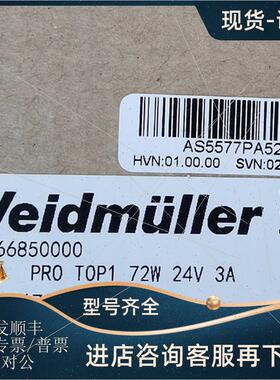 现货
AS5577PA52
HVN:01.00.00 SVN:02
Weidmüller
66850000
PRO TOP1 72W 24V 3A
发顺丰
专票/普票
对公
型号齐全
进店咨询客服再下